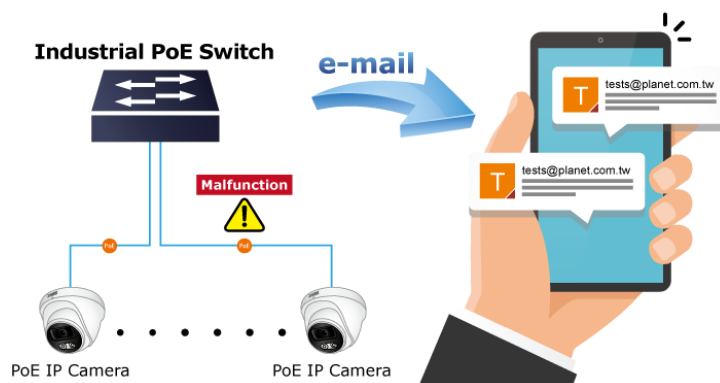 Industrial PoE Switch
e-mail
T
tests@planet.com.tw
T
tests@planet.com.tw
Malfunction
PoE
PoE
PoE IP Camera
PoE IP Camera